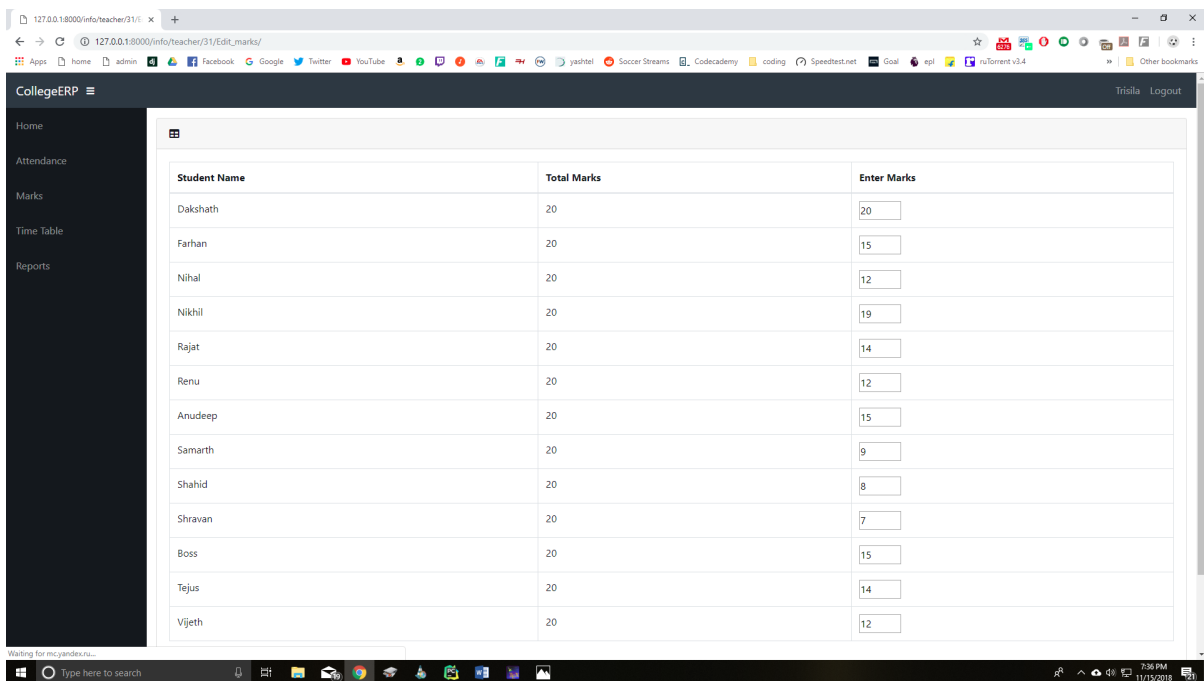 127.0.0.1:8000/info/teacher/31/E
127.0.0.1:8000/info/teacher/31/Edit_marks/
6276
Off
Apps home admin dj Facebook Google Twitter YouTube yashtel Soccer Streams Codecademy coding Speedtest.net Goal epl ruTorrent v3.4 » Other bookmarks
CollegeERP Trisila Logout
Home
Attendance
Marks
Time Table
Reports
Student Name Total Marks Enter Marks
Dakshath 20 20
Farhan 20 15
Nihal 20 12
Nikhil 20 19
Rajat 20 14
Renu 20 12
Anudeep 20 15
Samarth 20 9
Shahid 20 8
Shravan 20 7
Boss 20 15
Tejus 20 14
Vijeth 20 12
Waiting for mc.yandex.ru...
Type here to search
7:36 PM
11/15/2018